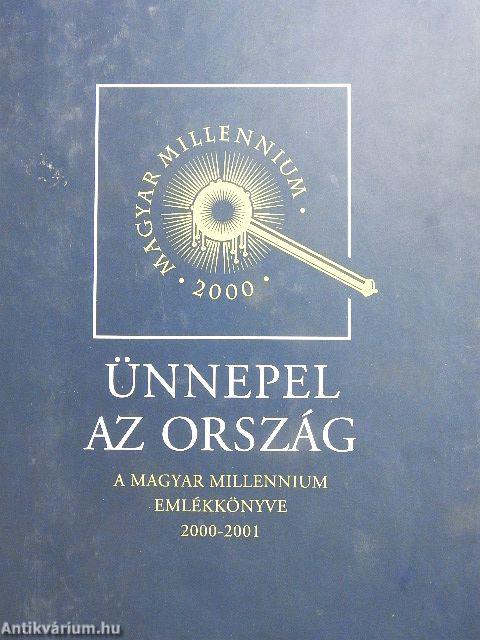 · MAGYAR MILLENNIUM ·
2000 ·
ÜNNEPEL
AZ ORSZÁG
A MAGYAR MILLENNIUM
EMLÉKKÖNYVE
2000-2001
Antikvárium.hu